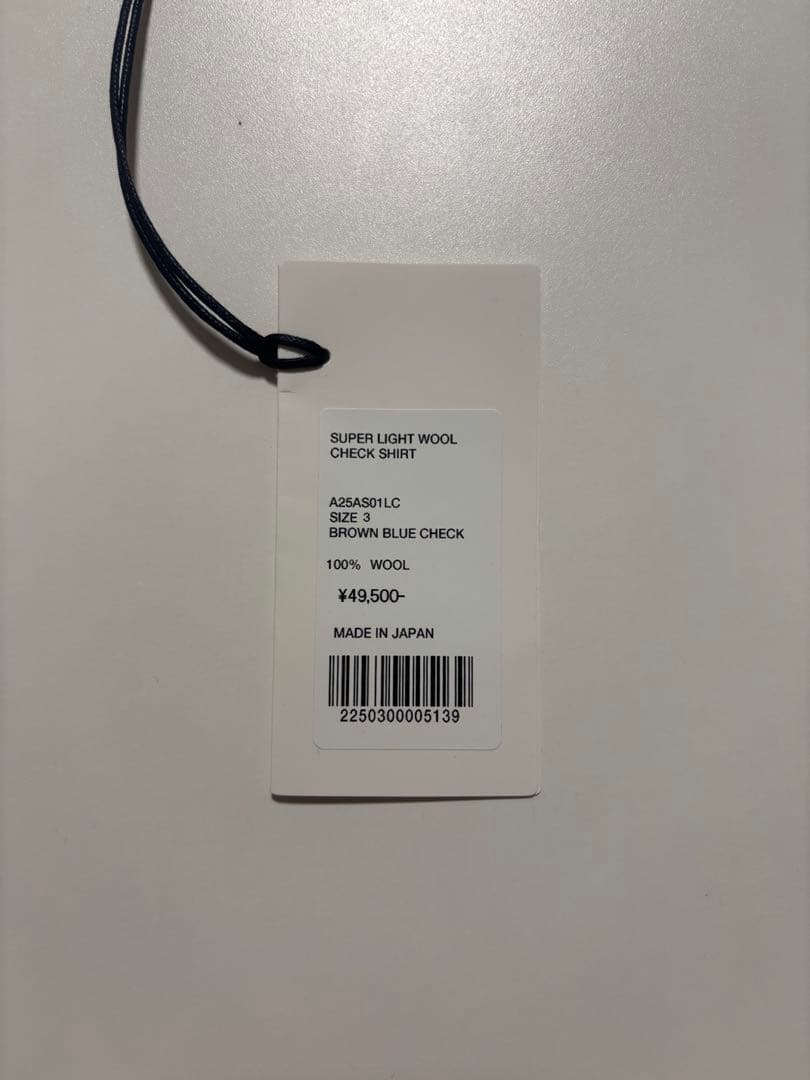 SUPER LIGHT WOOL
CHECK SHIRT
A25AS01LC
SIZE 3
BROWN BLUE CHECK
100% WOOL
¥49,500-
MADE IN JAPAN
2250300005139